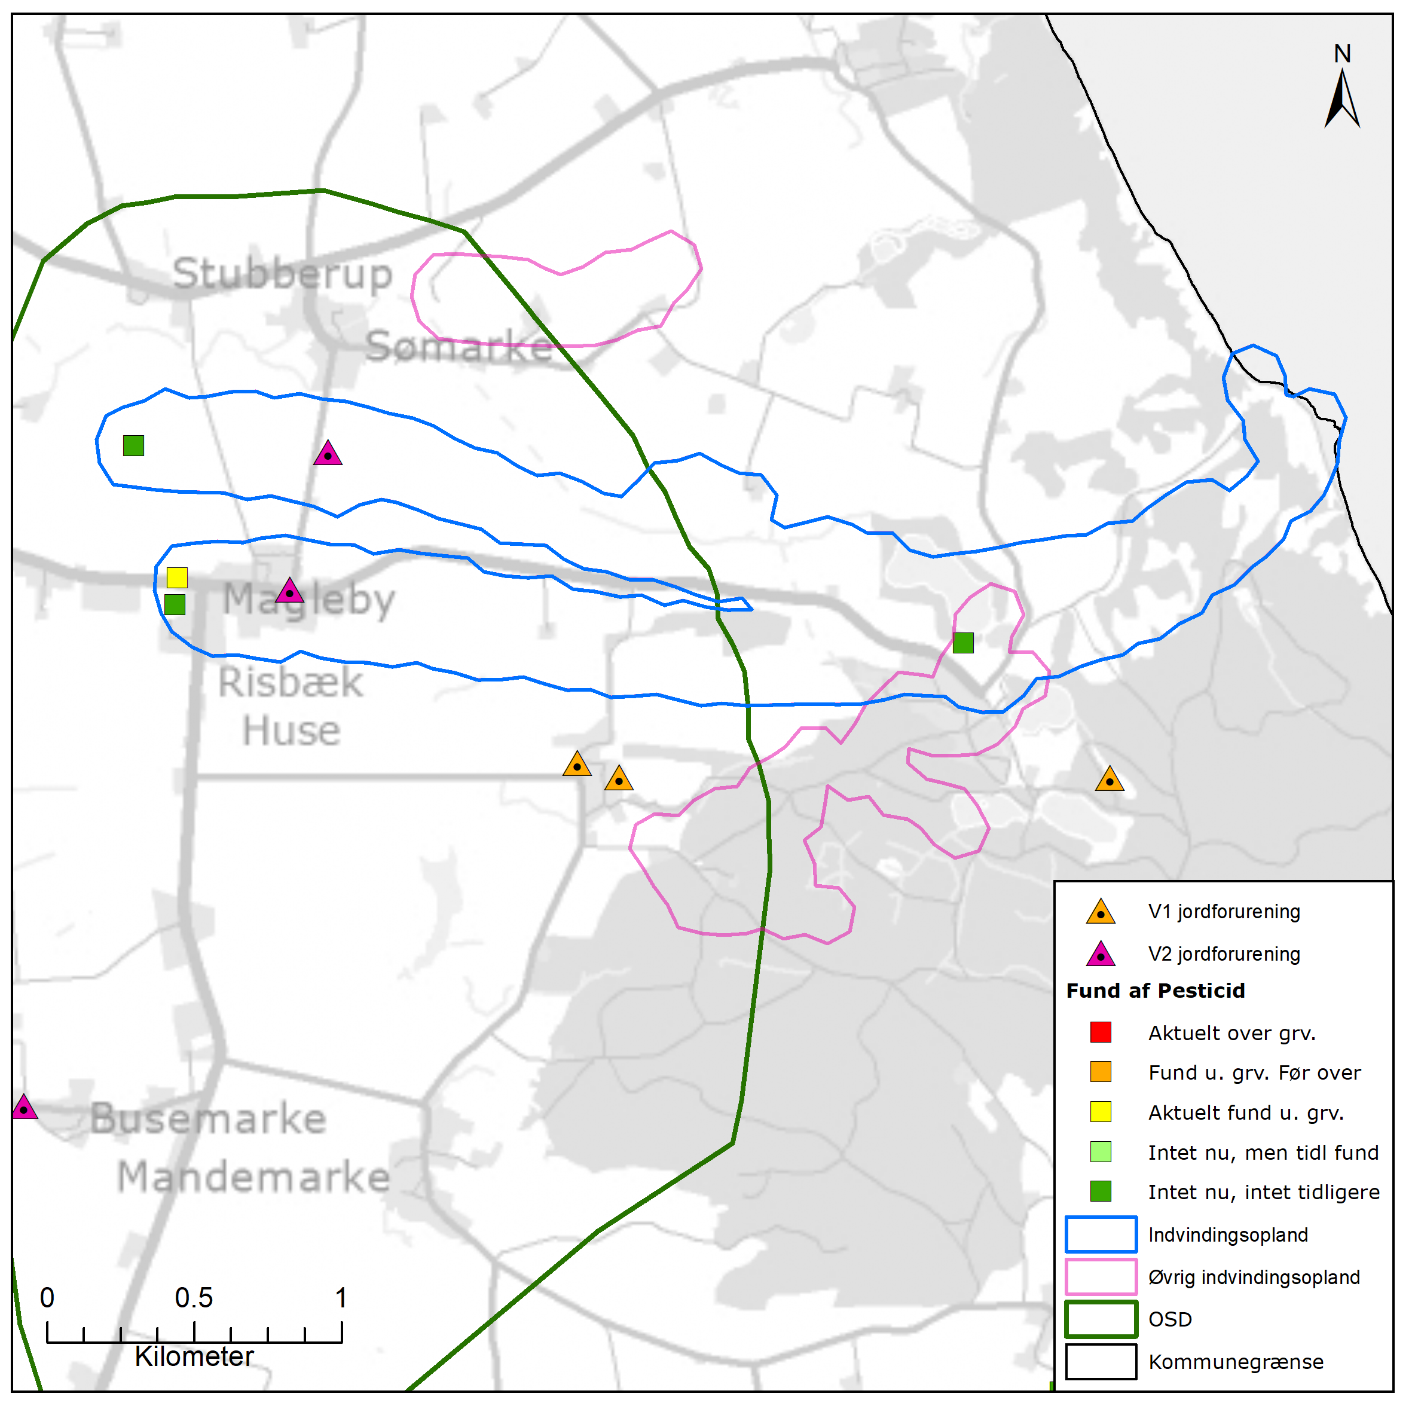 N
Stubberup
Sømarke
Magleby
Risbæk
Huse
Busemarke
Mandemarke
0 0.5 1
Kilometer
V1 jordforurening
V2 jordforurening
Fund af Pesticid
Aktuelt over grv.
Fund u. grv. Før over
Aktuelt fund u. grv.
Intet nu, men tidl fund
Intet nu, intet tidligere
Indvindingsopland
Øvrig indvindingsopland
OSD
Kommunegrænse